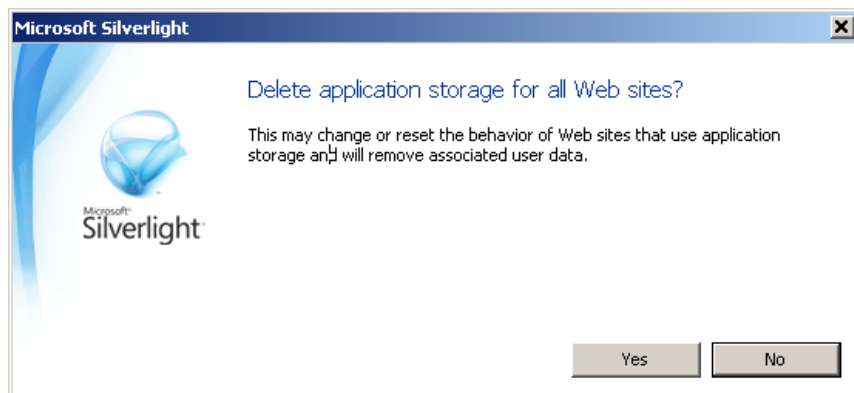 Microsoft Silverlight
Delete application storage for all Web sites?
This may change or reset the behavior of Web sites that use application
storage and will remove associated user data.
Microsoft®
Silverlight™
Yes
No